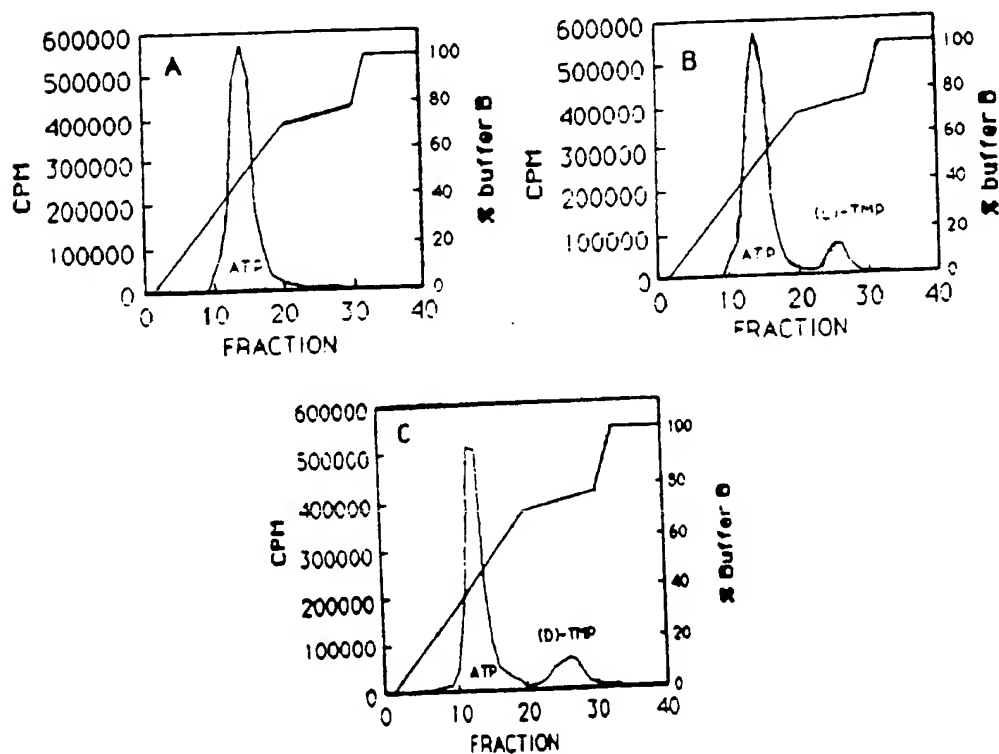 A
600000
500000
400000
300000
200000
100000
0
CPM
ATP
0 10 20 30 40
FRACTION
100
80
60
40
20
0
% buffer B
B
600000
500000
400000
300000
200000
100000
0
CPM
ATP
(L)-TMP
0 10 20 30 40
FRACTION
100
80
60
40
20
0
% buffer B
C
600000
500000
400000
300000
200000
100000
0
CPM
ATP
(D)-TMP
0 10 20 30 40
FRACTION
100
80
60
40
20
0
% Buffer B